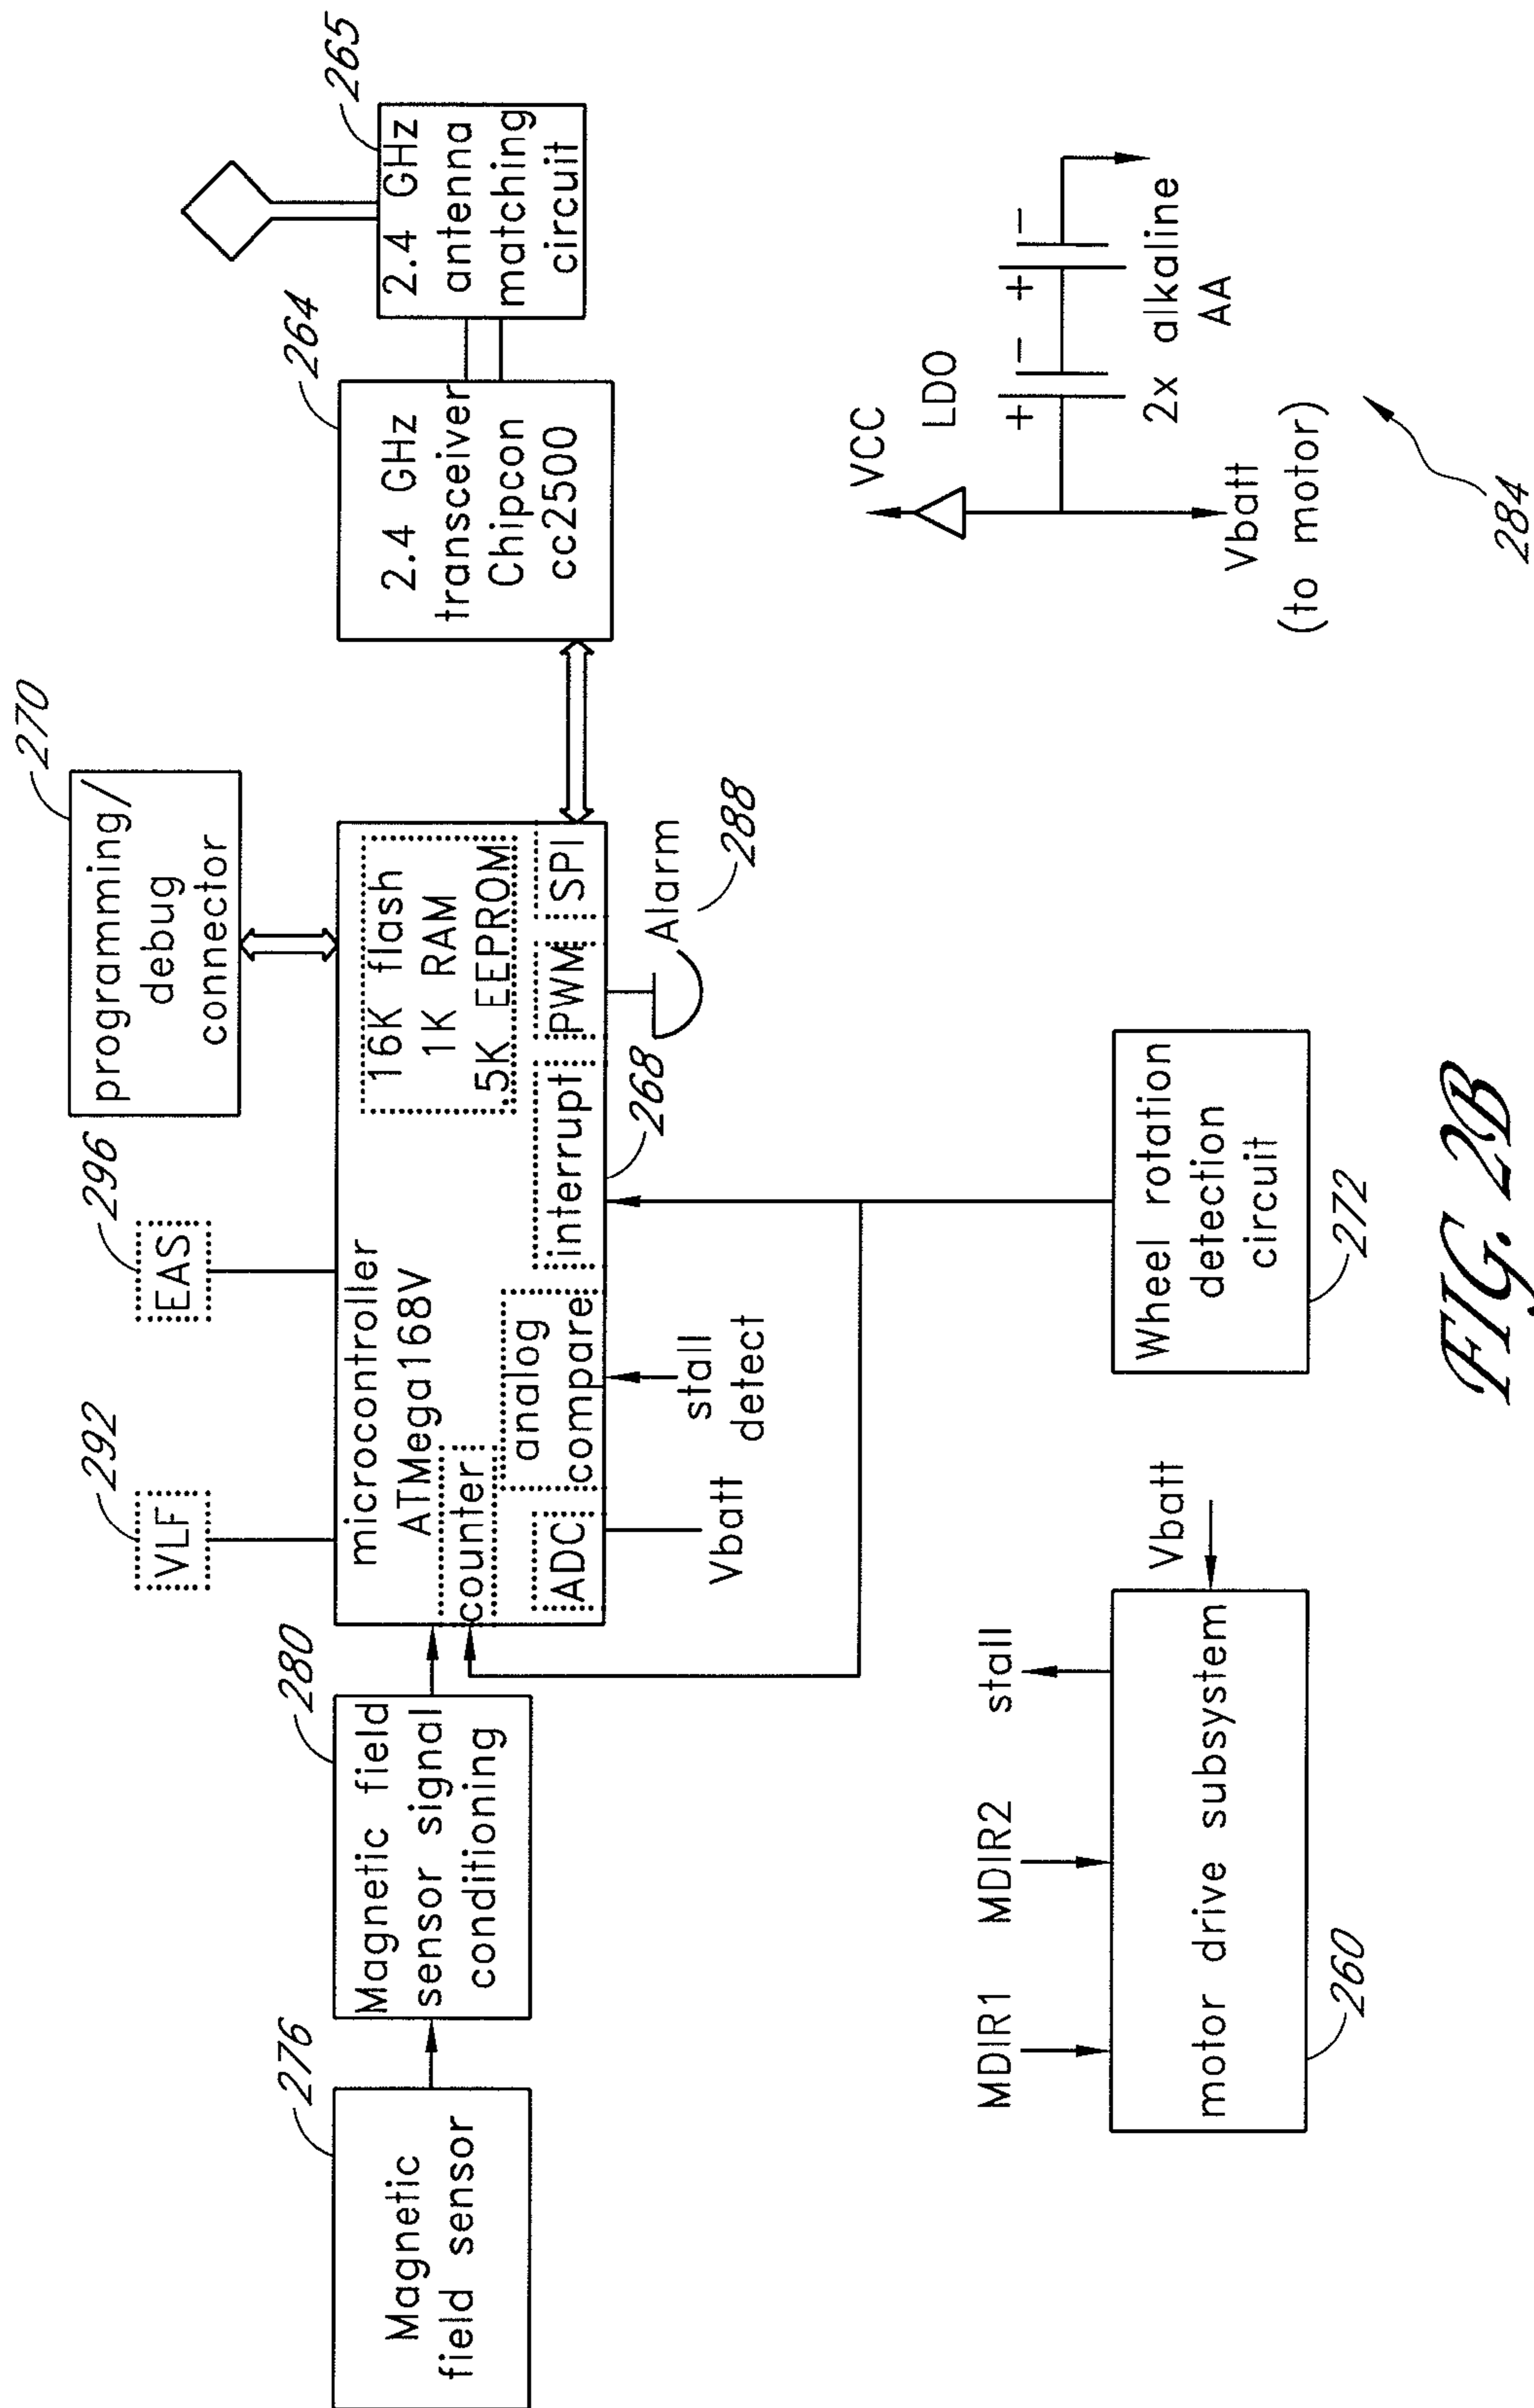 276
Magnetic
field sensor
280
Magnetic field
sensor signal
conditioning
292
VLF
296
EAS
270
programming/
debug
connector
microcontroller
ATMega168V
16K flash
1K RAM
5K EEPROM
counter
ADC
analog
compare
interrupt
PWM
SPI
268
Vbatt
stall
detect
Alarm
288
264
2.4 GHz
transceiver
Chipcon
cc2500
265
2.4 GHz
antenna
matching
circuit
MDIR1
MDIR2
stall
Vbatt
motor drive subsystem
260
Wheel rotation
detection
circuit
272
VCC
LDO
+ − + −
2x alkaline
AA
Vbatt
(to motor)
284
FIG. 2B